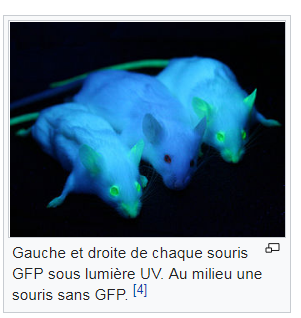 Gauche et droite de chaque souris
GFP sous lumière UV. Au milieu une
souris sans GFP. [4]